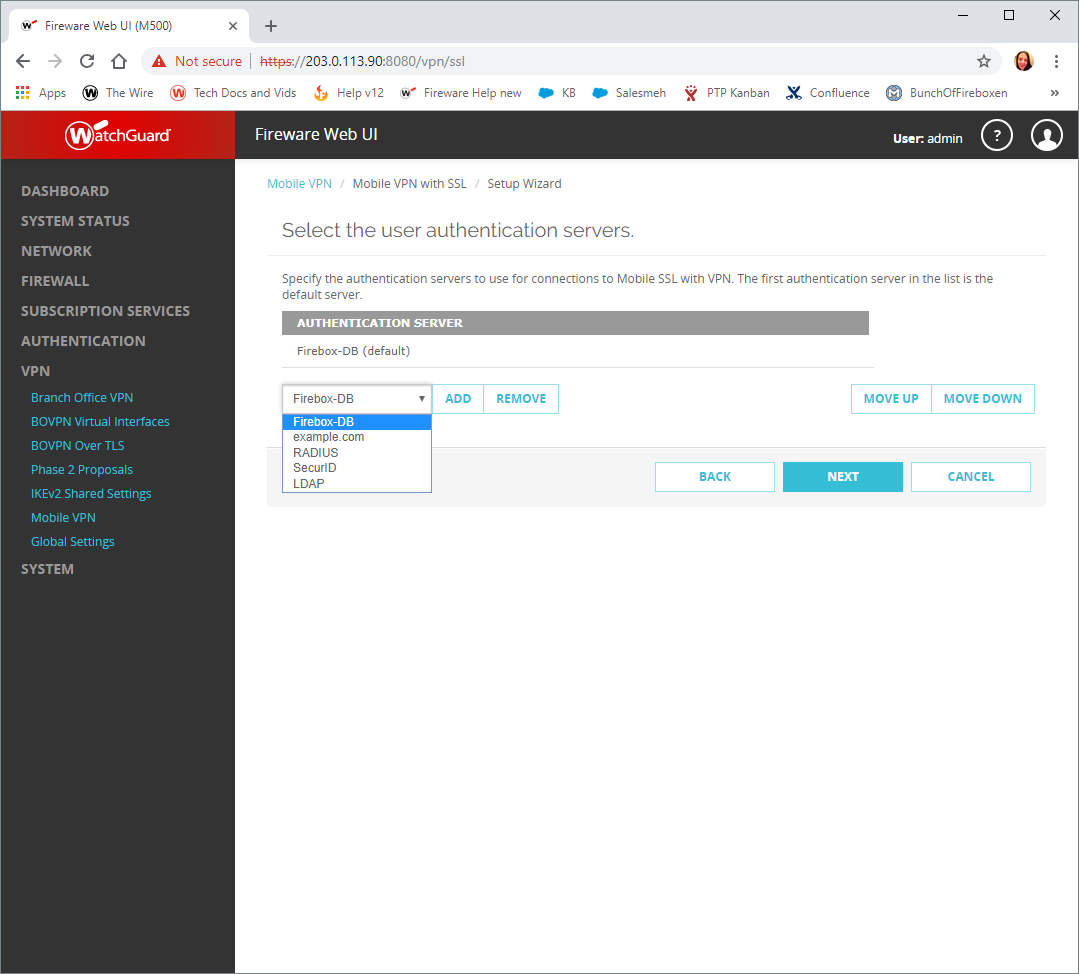 Fireware Web UI (M500)
Not secure https://203.0.113.90:8080/vpn/ssl
Apps The Wire Tech Docs and Vids Help v12 Fireware Help new KB Salesmeh PTP Kanban Confluence BunchOfFireboxen »
WatchGuard Fireware Web UI User: admin ?
DASHBOARD
SYSTEM STATUS
NETWORK
FIREWALL
SUBSCRIPTION SERVICES
AUTHENTICATION
VPN
Branch Office VPN
BOVPN Virtual Interfaces
BOVPN Over TLS
Phase 2 Proposals
IKEv2 Shared Settings
Mobile VPN
Global Settings
SYSTEM
Mobile VPN / Mobile VPN with SSL / Setup Wizard
Select the user authentication servers.
Specify the authentication servers to use for connections to Mobile SSL with VPN. The first authentication server in the list is the
default server.
AUTHENTICATION SERVER
Firebox-DB (default)
Firebox-DB ADD REMOVE MOVE UP MOVE DOWN
Firebox-DB
example.com
RADIUS
SecurID
LDAP
BACK NEXT CANCEL